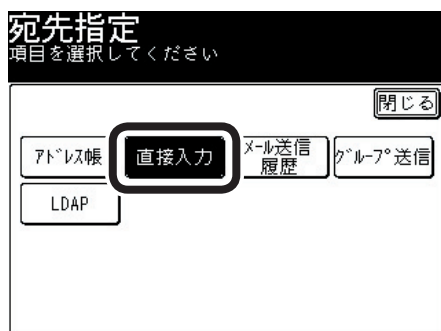 宛先指定
項目を選択してください
閉じる
ｱﾄﾞﾚｽ帳
直接入力
ﾒｰﾙ送信
履歴
ｸﾞﾙｰﾌﾟ送信
LDAP